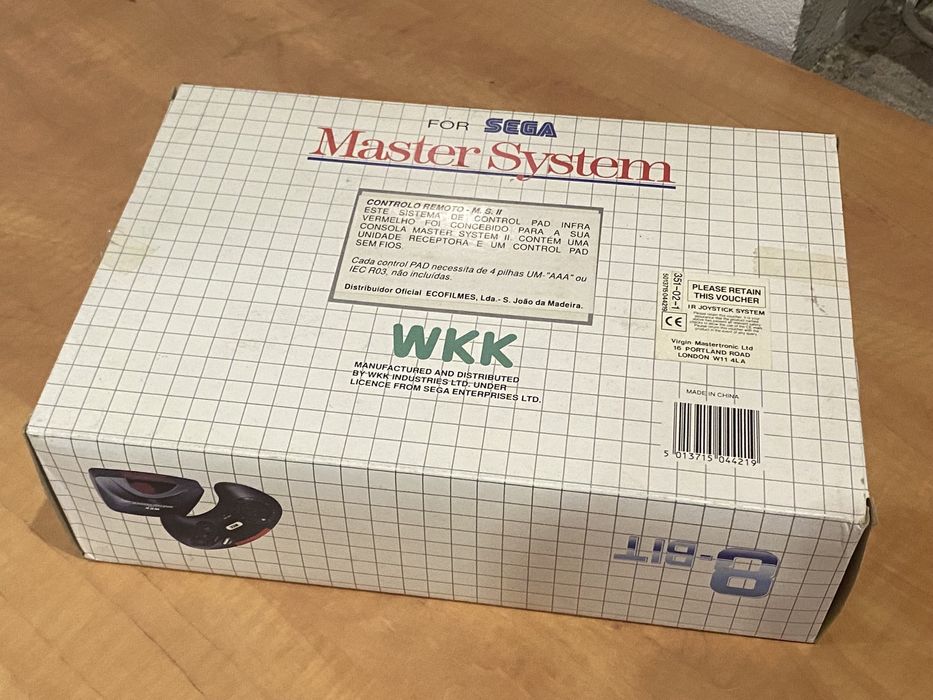 FOR SEGA
Master System
CONTROLO REMOTO - M. S. II
ESTE SISTEMA DE CONTROL PAD INFRA
VERMELHO FOI CONCEBIDO PARA A SUA
CONSOLA MASTER SYSTEM II. CONTÉM UMA
UNIDADE RECEPTORA E UM CONTROL PAD
SEM FIOS.
Cada control PAD necessita de 4 pilhas UM-"AAA" ou
IEC R03, não incluídas.
Distribuidor Oficial ECOFILMES, Lda.- S. João da Madeira.
351-02-1
5013715 044219
CE
PLEASE RETAIN
THIS VOUCHER
IR JOYSTICK SYSTEM
Virgin Mastertronic Ltd
16 PORTLAND ROAD
LONDON W11 4LA
WKK
MANUFACTURED AND DISTRIBUTED
BY WKK INDUSTRIES LTD. UNDER
LICENCE FROM SEGA ENTERPRISES LTD.
MADE IN CHINA
5 013715 044219
8-BIT